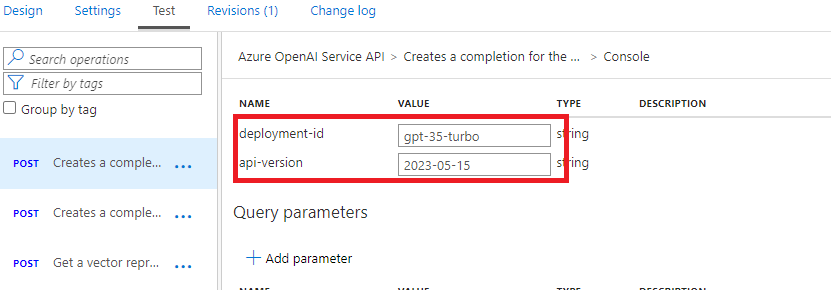 Design Settings Test Revisions (1) Change log
Search operations
Filter by tags
Group by tag
POST Creates a comple... ...
POST Creates a comple... ...
POST Get a vector repr... ...
Azure OpenAI Service API > Creates a completion for the ... > Console
NAME VALUE TYPE DESCRIPTION
deployment-id gpt-35-turbo string
api-version 2023-05-15 string
Query parameters
Add parameter
NAME VALUE TYPE DESCRIPTION